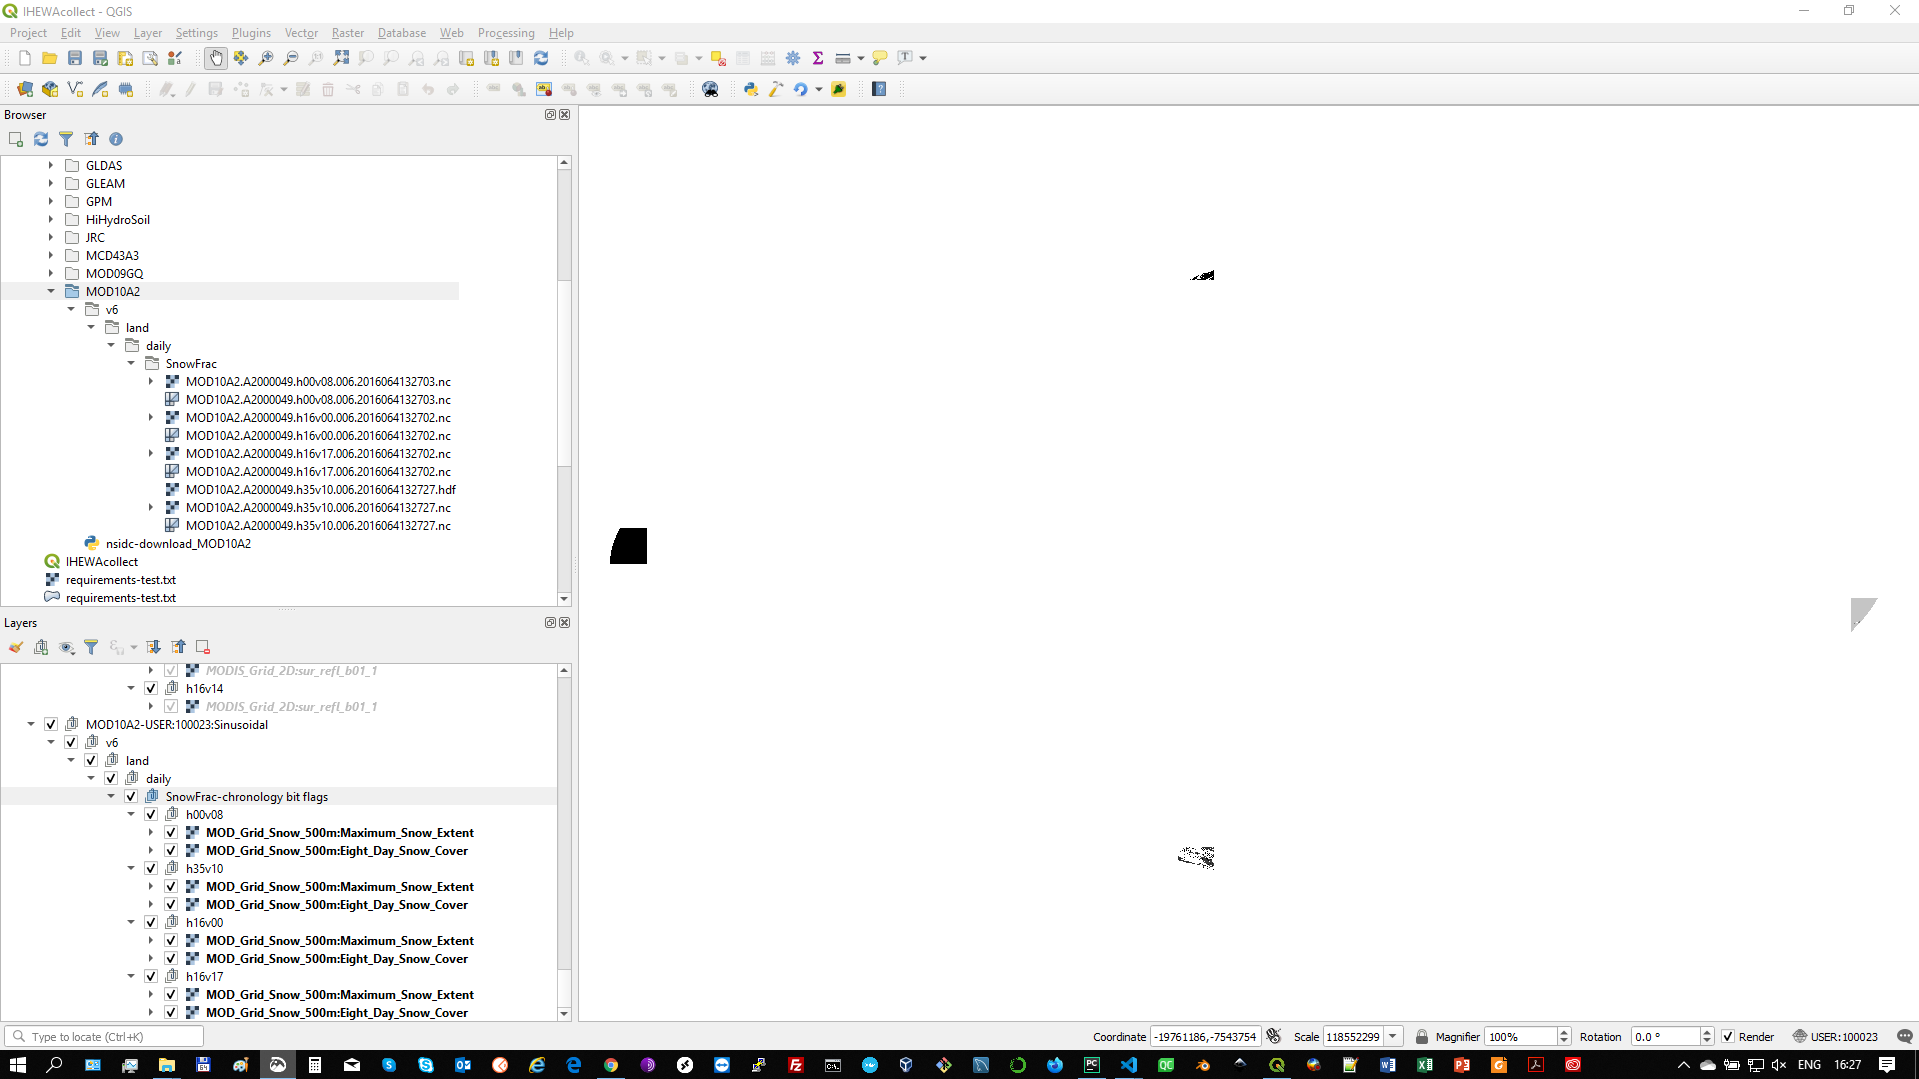 IHEWAcollect - QGIS
Project Edit View Layer Settings Plugins Vector Raster Database Web Processing Help
Browser
GLDAS
GLEAM
GPM
HiHydroSoil
JRC
MCD43A3
MOD09GQ
MOD10A2
v6
land
daily
SnowFrac
MOD10A2.A2000049.h00v08.006.2016064132703.nc
MOD10A2.A2000049.h00v08.006.2016064132703.nc
MOD10A2.A2000049.h16v00.006.2016064132702.nc
MOD10A2.A2000049.h16v00.006.2016064132702.nc
MOD10A2.A2000049.h16v17.006.2016064132702.nc
MOD10A2.A2000049.h16v17.006.2016064132702.nc
MOD10A2.A2000049.h35v10.006.2016064132727.hdf
MOD10A2.A2000049.h35v10.006.2016064132727.nc
MOD10A2.A2000049.h35v10.006.2016064132727.nc
nsidc-download_MOD10A2
IHEWAcollect
requirements-test.txt
requirements-test.txt
Layers
MODIS_Grid_2D:sur_refl_b01_1
h16v14
MODIS_Grid_2D:sur_refl_b01_1
MOD10A2-USER:100023:Sinusoidal
v6
land
daily
SnowFrac-chronology bit flags
h00v08
MOD_Grid_Snow_500m:Maximum_Snow_Extent
MOD_Grid_Snow_500m:Eight_Day_Snow_Cover
h35v10
MOD_Grid_Snow_500m:Maximum_Snow_Extent
MOD_Grid_Snow_500m:Eight_Day_Snow_Cover
h16v00
MOD_Grid_Snow_500m:Maximum_Snow_Extent
MOD_Grid_Snow_500m:Eight_Day_Snow_Cover
h16v17
MOD_Grid_Snow_500m:Maximum_Snow_Extent
MOD_Grid_Snow_500m:Eight_Day_Snow_Cover
Type to locate (Ctrl+K) Coordinate -19761186,-7543754 Scale 118552299 Magnifier 100% Rotation 0.0 ° Render USER:100023
ENG 16:27